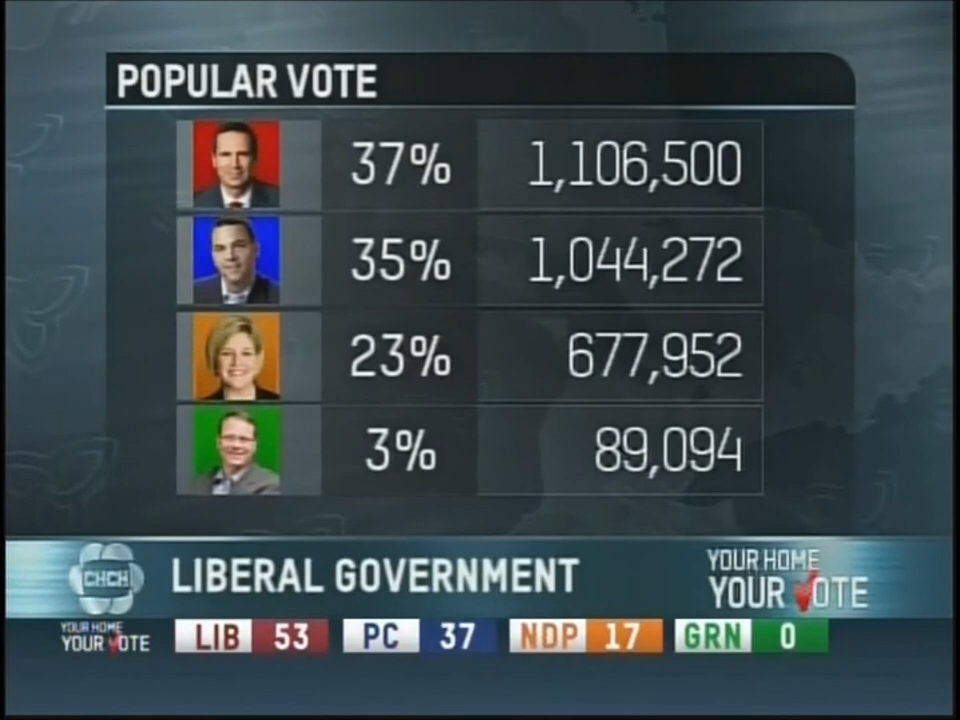 POPULAR VOTE
37% 1,106,500
35% 1,044,272
23% 677,952
3% 89,094
CHCH
LIBERAL GOVERNMENT
YOUR HOME
YOUR VOTE
YOUR HOME
YOUR VOTE
LIB 53 PC 37 NDP 17 GRN 0